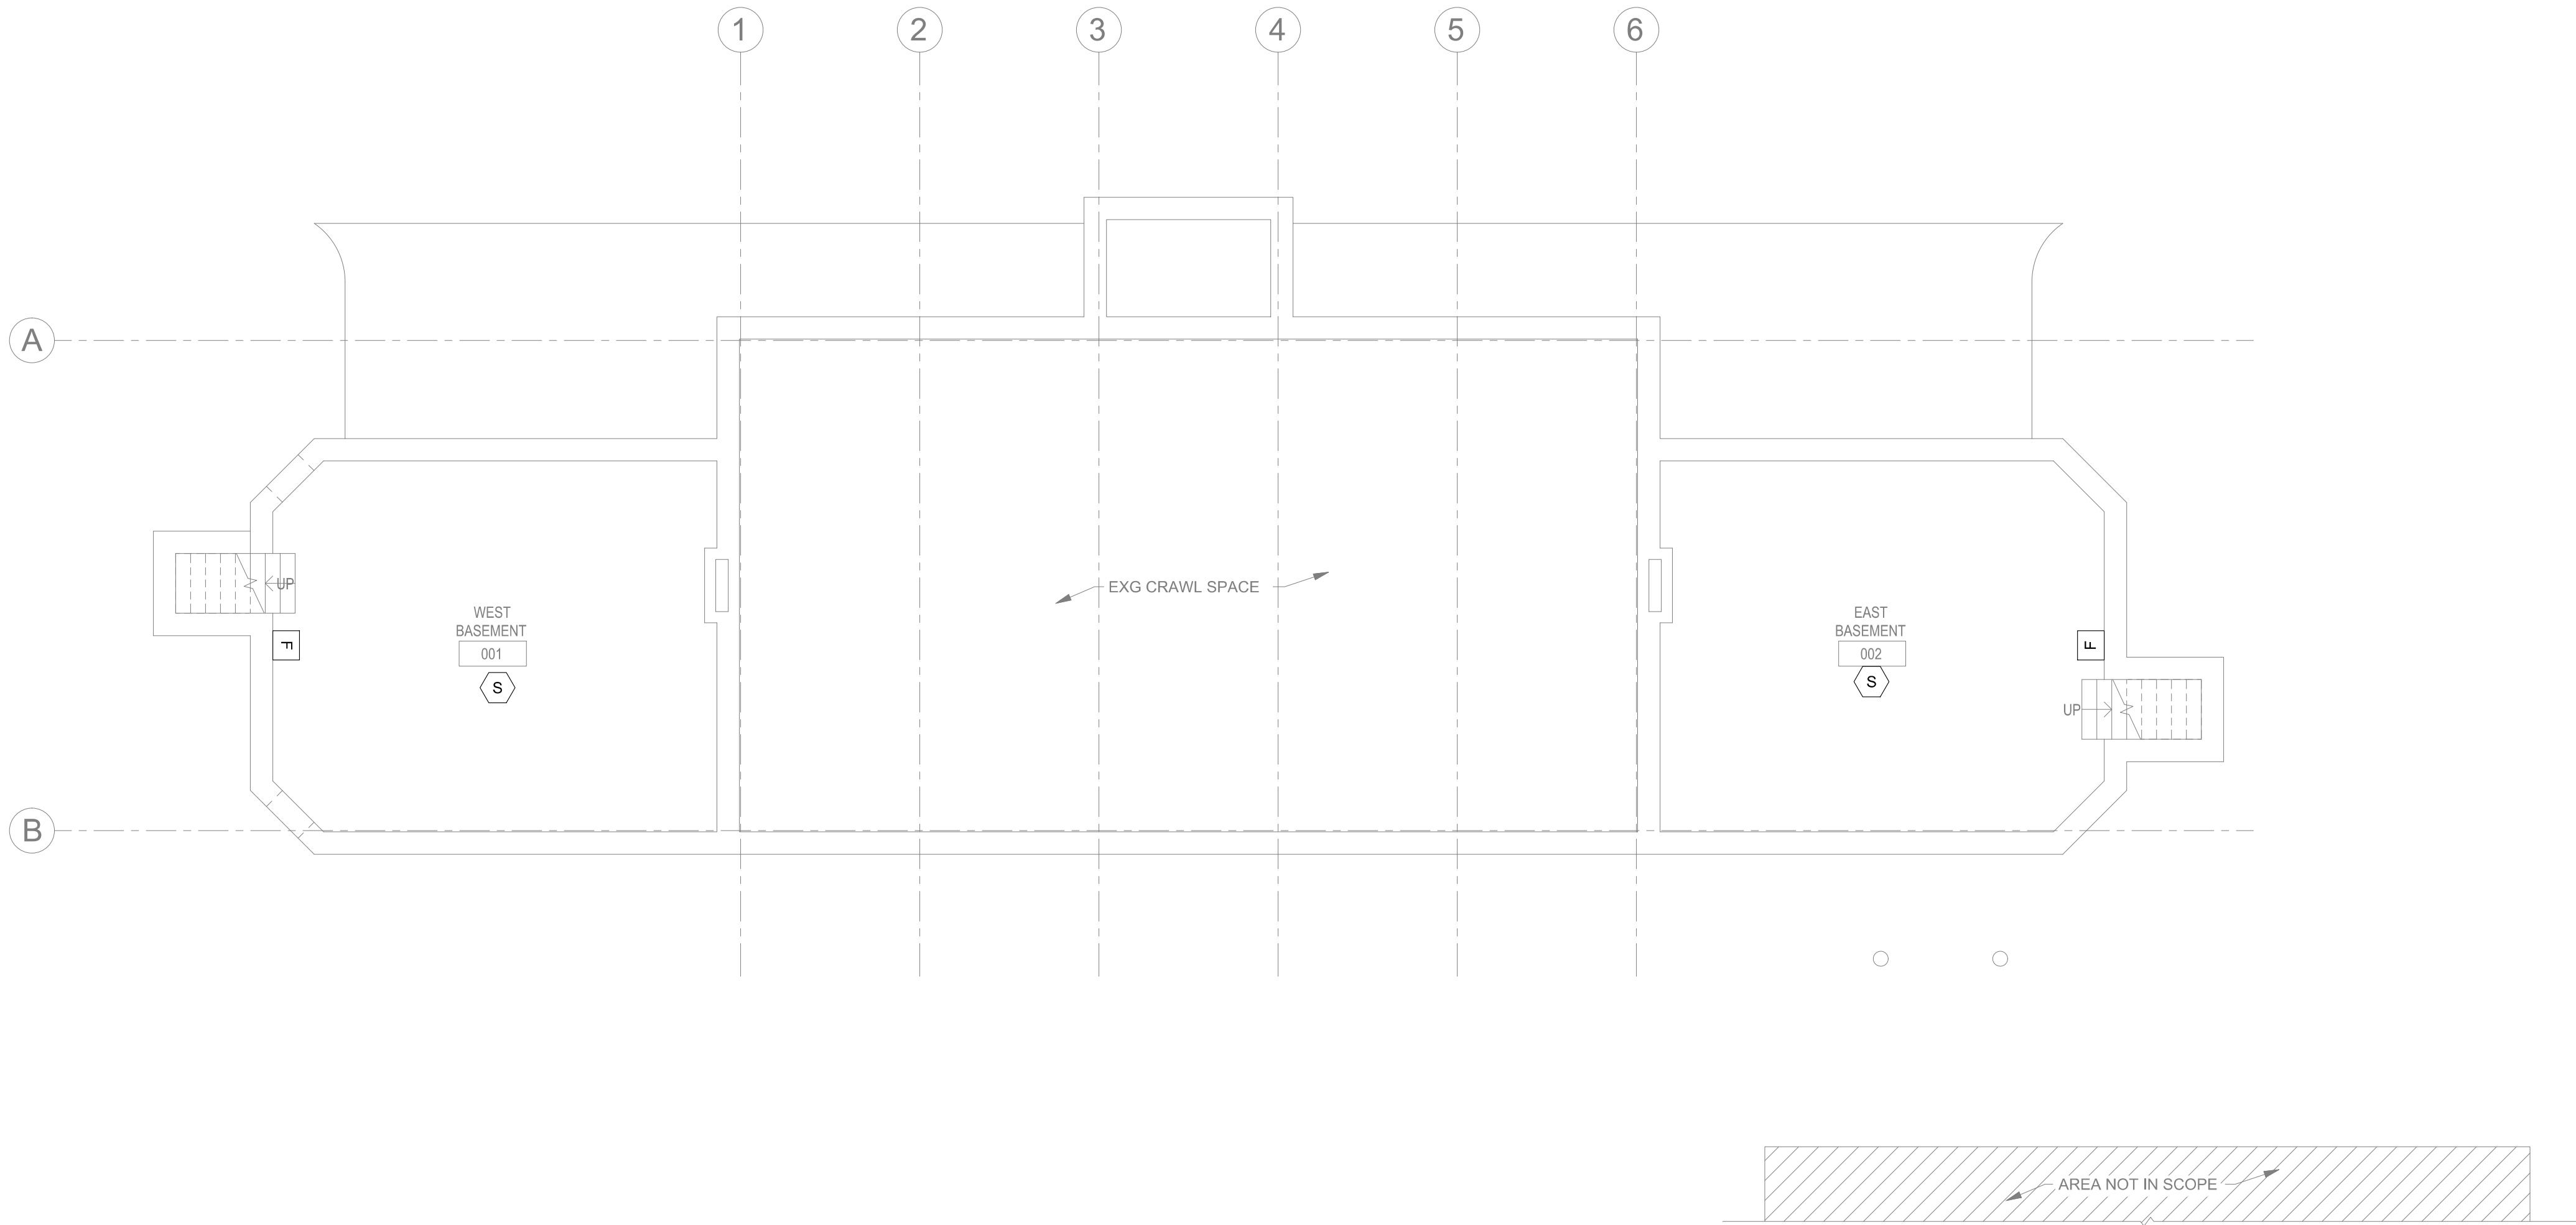 1 2 3 4 5 6
A
UP
EXG CRAWL SPACE
WEST
BASEMENT
001
F
S
EAST
BASEMENT
002
F
S
UP
B
AREA NOT IN SCOPE